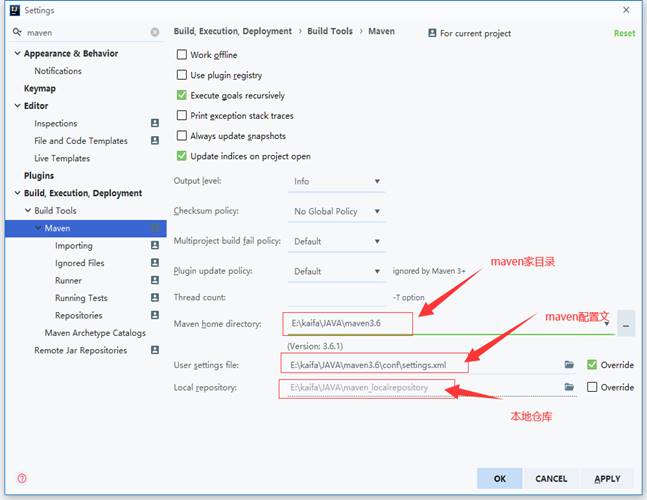 Settings
maven
Build, Execution, Deployment › Build Tools › Maven
For current project
Reset
Appearance & Behavior
Notifications
Keymap
Editor
Inspections
File and Code Templates
Live Templates
Plugins
Build, Execution, Deployment
Build Tools
Maven
Importing
Ignored Files
Runner
Running Tests
Repositories
Maven Archetype Catalogs
Remote Jar Repositories
Work offline
Use plugin registry
Execute goals recursively
Print exception stack traces
Always update snapshots
Update indices on project open
Output level: Info
Checksum policy: No Global Policy
Multiproject build fail policy: Default
Plugin update policy: Default ignored by Maven 3+
Thread count: -T option
maven家目录
Maven home directory: E:\kaifa\JAVA\maven3.6 ...
maven配置文
(Version: 3.6.1)
User settings file: E:\kaifa\JAVA\maven3.6\conf\settings.xml Override
Local repository: E:\kaifa\JAVA\maven_localrepository Override
本地仓库
OK
CANCEL
APPLY